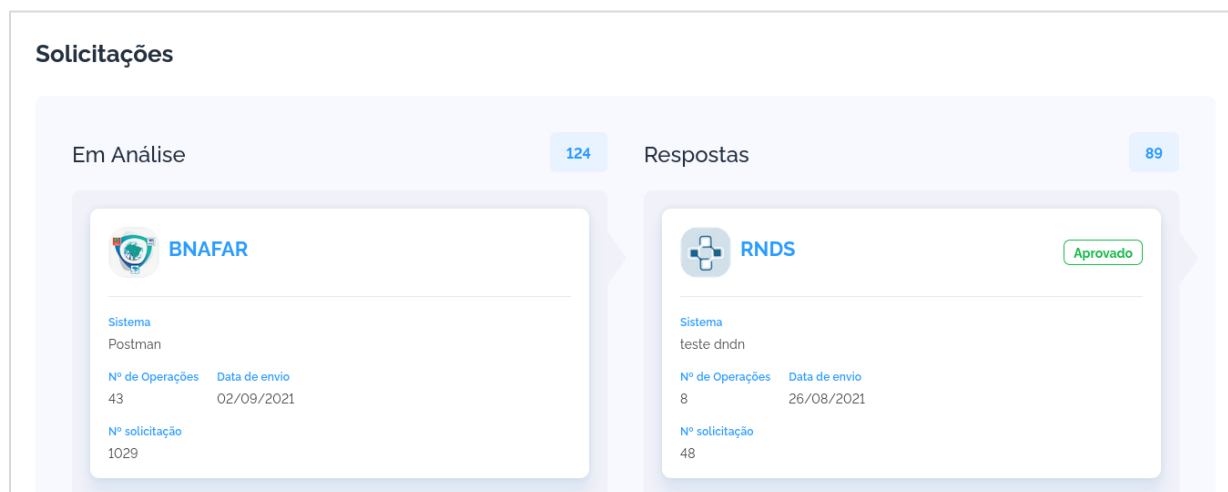 Solicitações
Em Análise
124
BNAFAR
Sistema
Postman
Nº de Operações Data de envio
43 02/09/2021
Nº solicitação
1029
Respostas
89
RNDS
Aprovado
Sistema
teste dndn
Nº de Operações Data de envio
8 26/08/2021
Nº solicitação
48